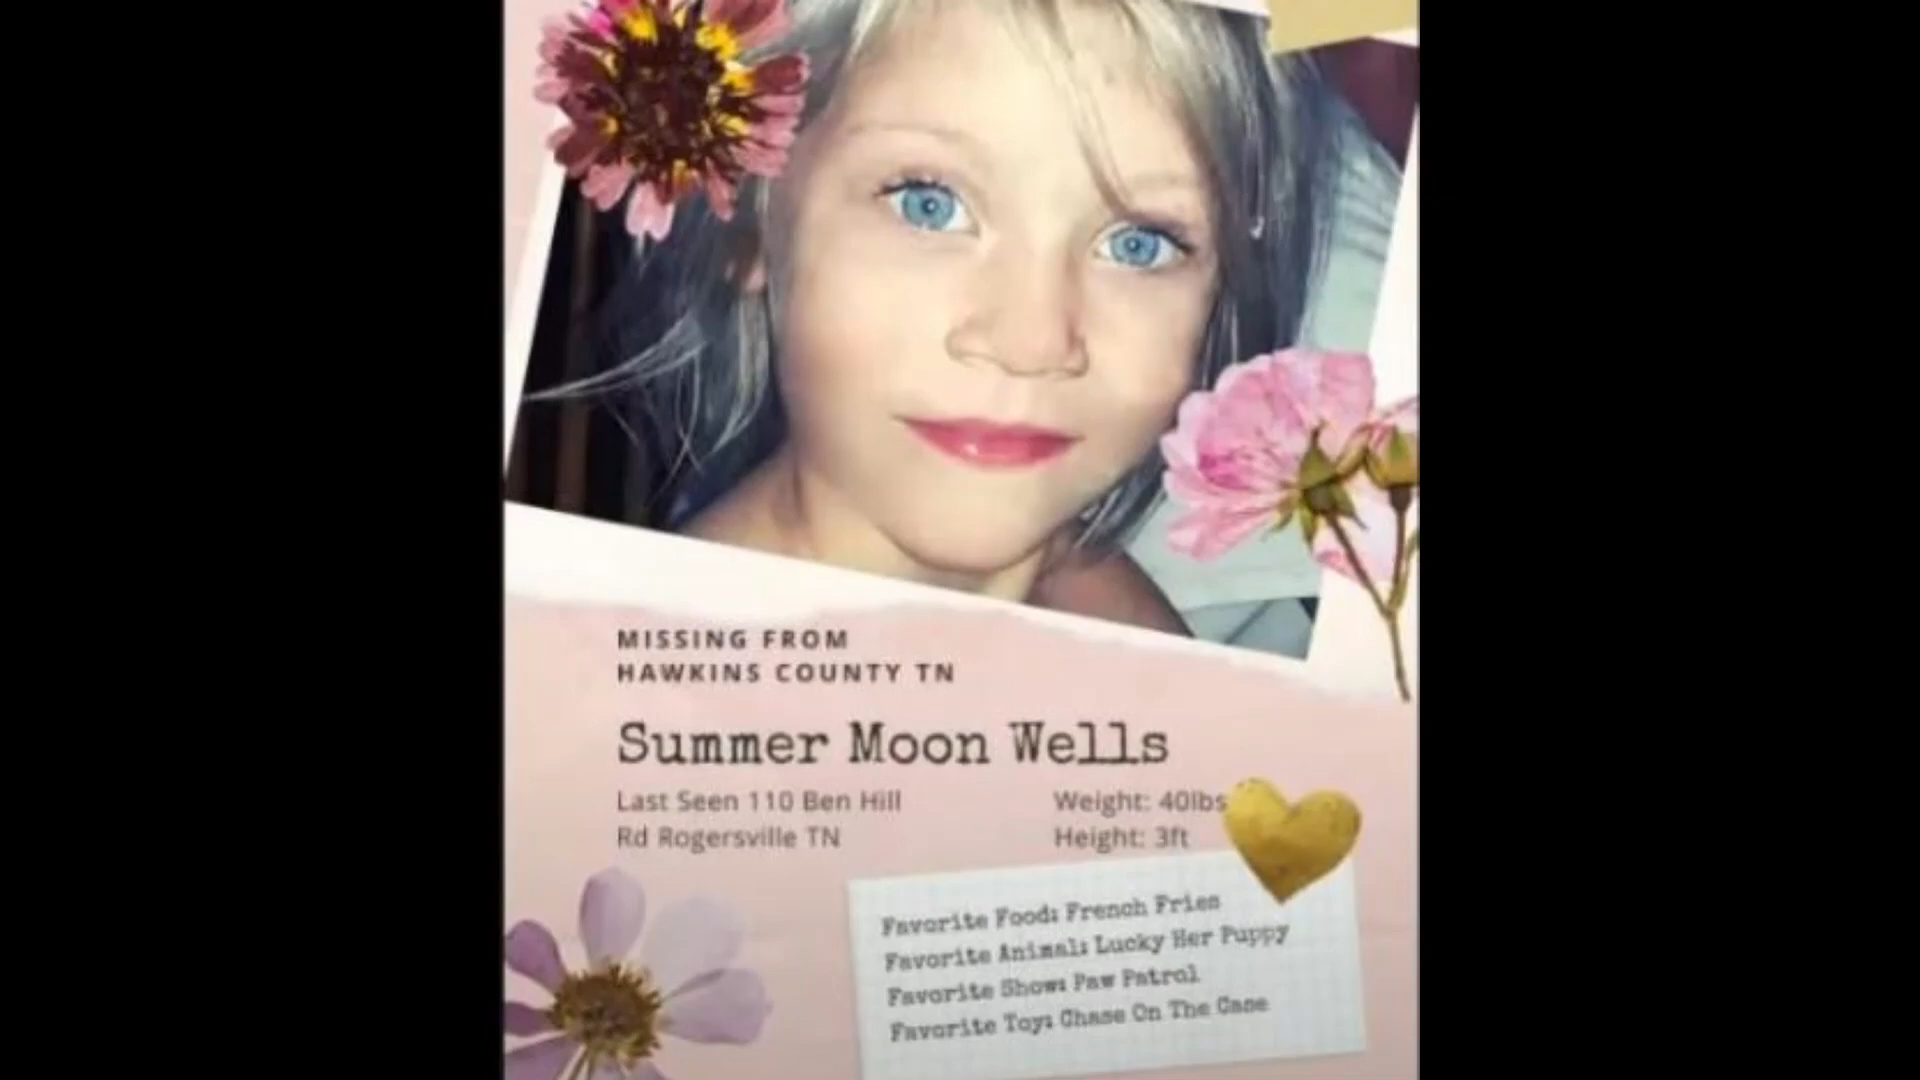 MISSING FROM
HAWKINS COUNTY TN
Summer Moon Wells
Last Seen 110 Ben Hill
Rd Rogersville TN
Weight: 40lbs
Height: 3ft
Favorite Food: French Fries
Favorite Animal: Lucky Her Puppy
Favorite Show: Paw Patrol
Favorite Toy: Chase On The Case